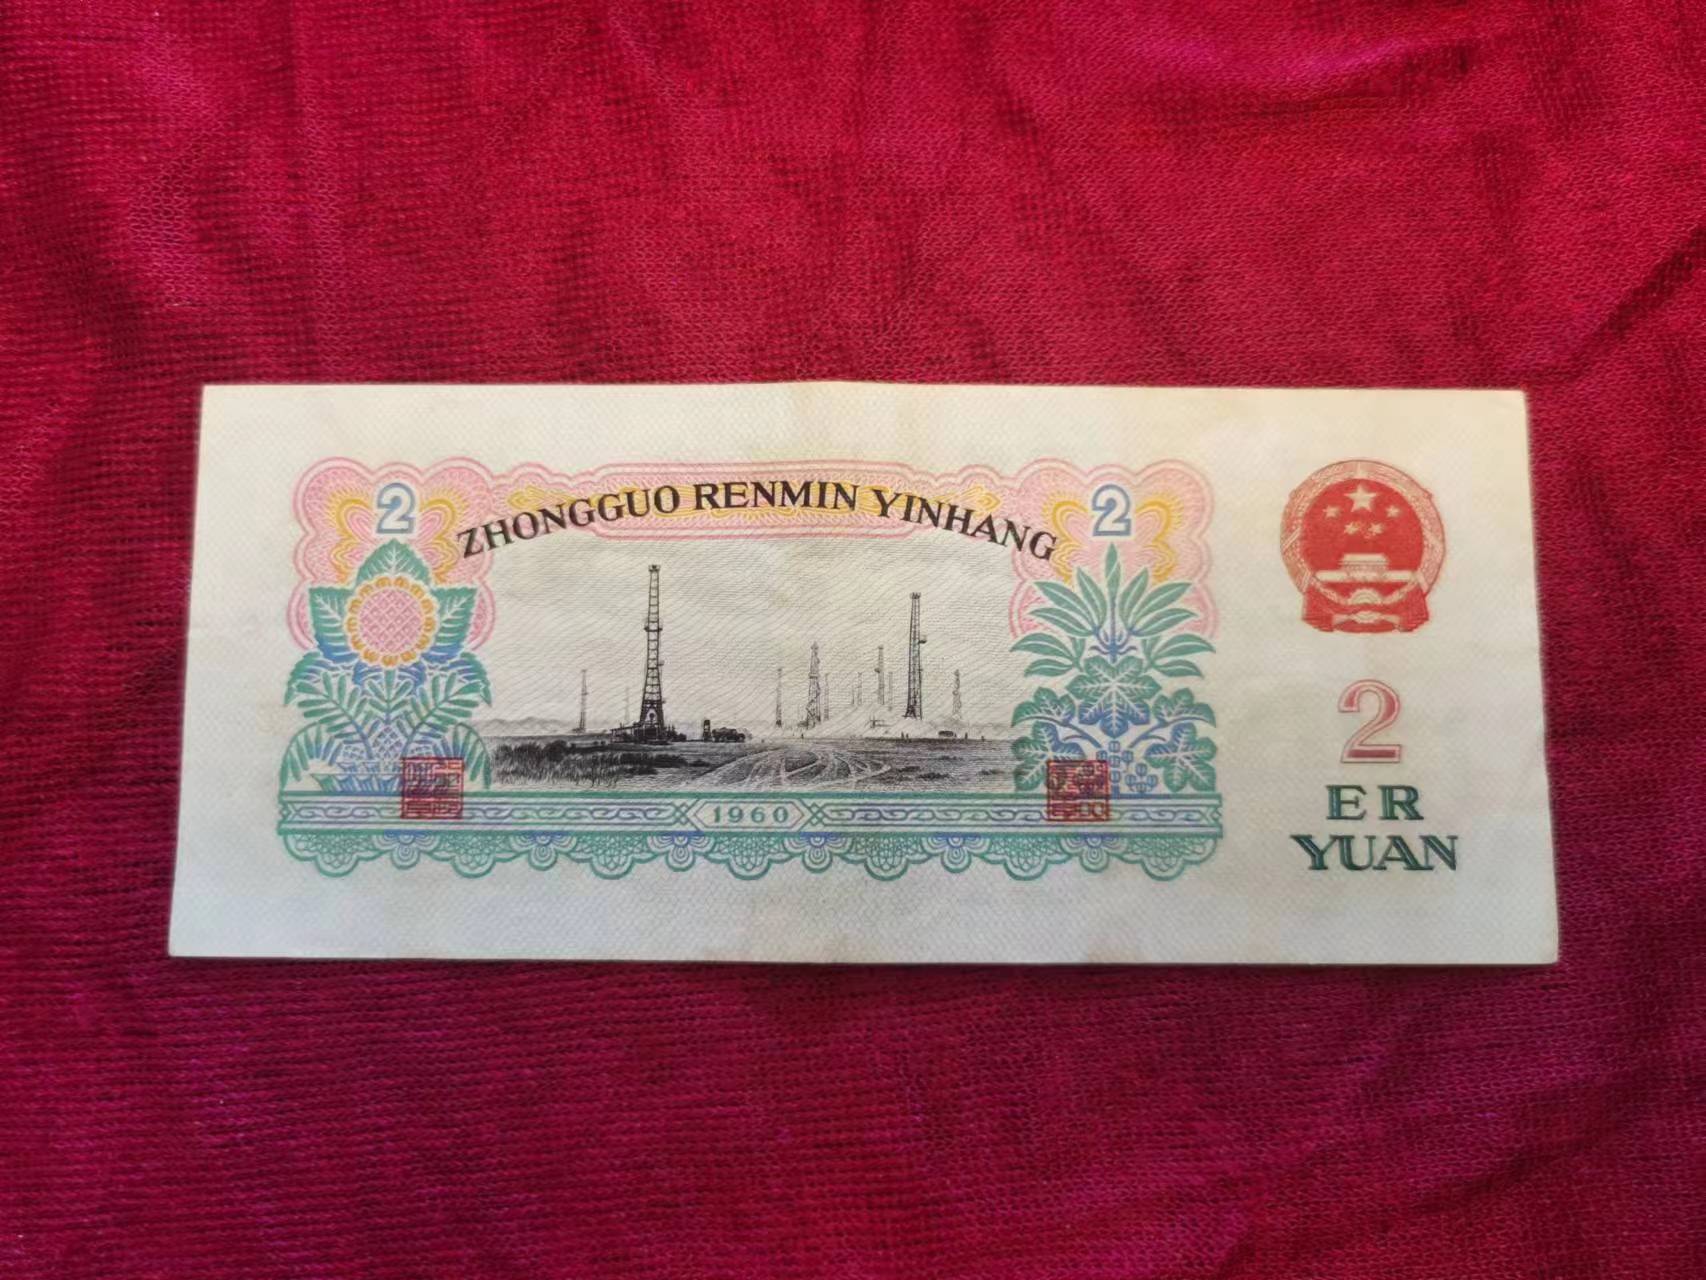 ZHONGGUO RENMIN YINHANG
2
2
1960
2
ER
YUAN